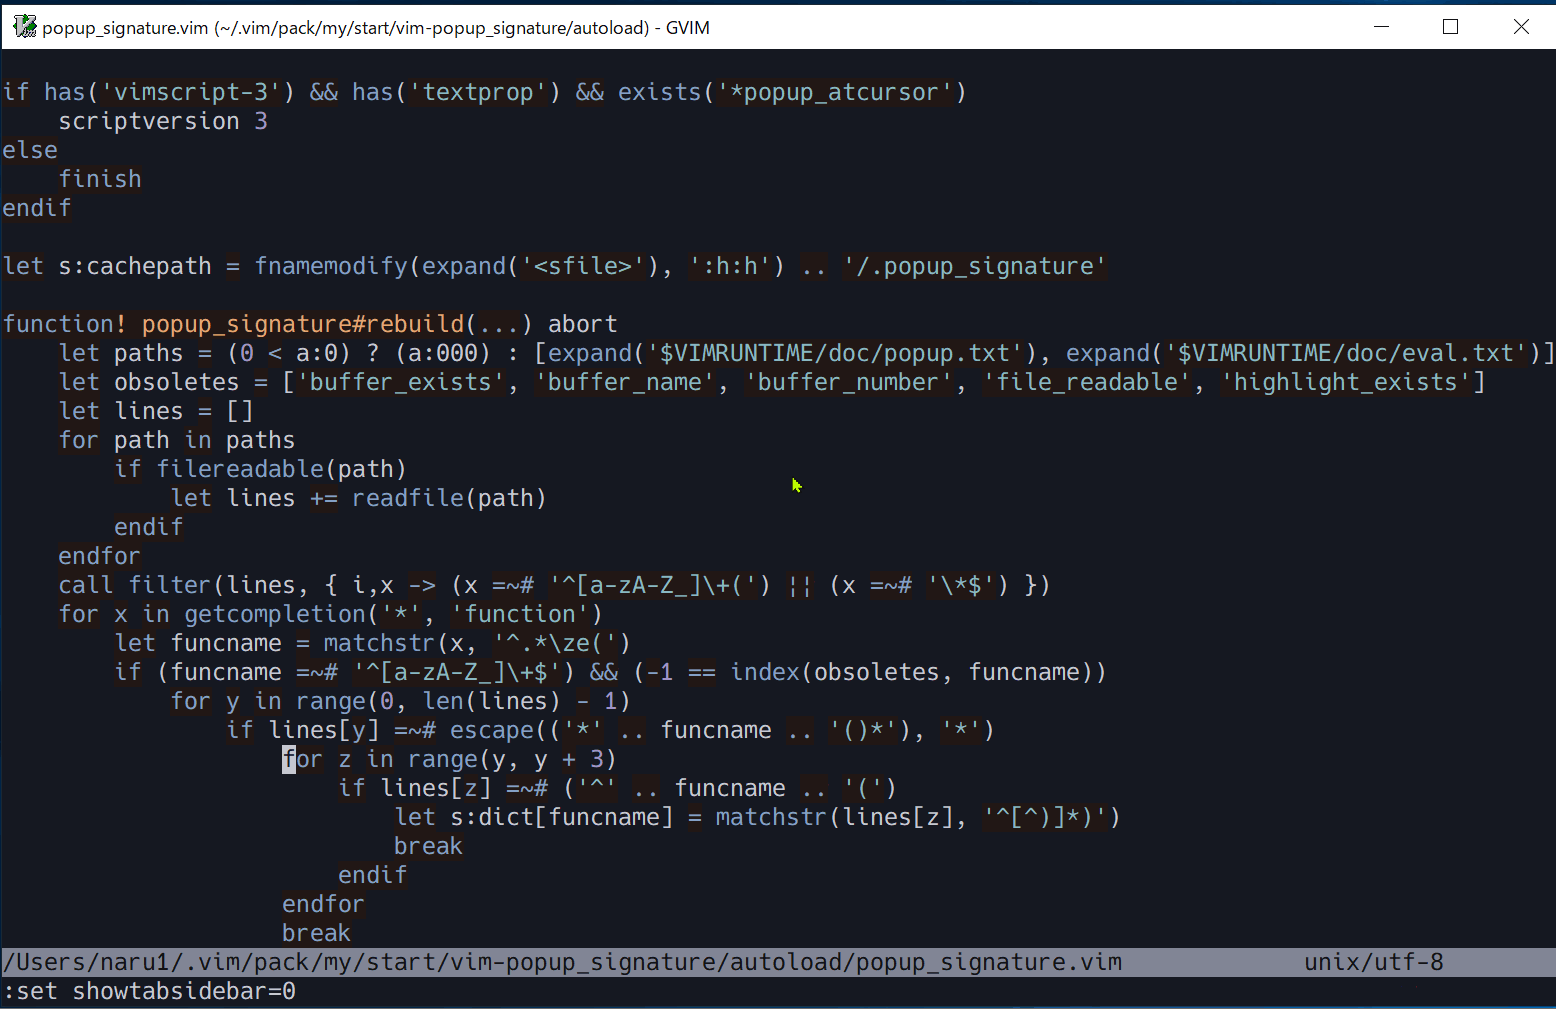 popup_signature.vim (~/.vim/pack/my/start/vim-popup_signature/autoload) - GVIM
if has('vimscript-3') && has('textprop') && exists('*popup_atcursor')
    scriptversion 3
else
    finish
endif
let s:cachepath = fnamemodify(expand('<sfile>'), ':h:h') .. '/.popup_signature'
function! popup_signature#rebuild(...) abort
    let paths = (0 < a:0) ? (a:000) : [expand('$VIMRUNTIME/doc/popup.txt'), expand('$VIMRUNTIME/doc/eval.txt')]
    let obsoletes = ['buffer_exists', 'buffer_name', 'buffer_number', 'file_readable', 'highlight_exists']
    let lines = []
    for path in paths
        if filereadable(path)
            let lines += readfile(path)
        endif
    endfor
    call filter(lines, { i,x -> (x =~# '^[a-zA-Z_]\+(') || (x =~# '\*$') })
    for x in getcompletion('*', 'function')
        let funcname = matchstr(x, '^.*\ze(')
        if (funcname =~# '^[a-zA-Z_]\+$') && (-1 == index(obsoletes, funcname))
            for y in range(0, len(lines) - 1)
                if lines[y] =~# escape(('*' .. funcname .. '()*'), '*')
                    for z in range(y, y + 3)
                        if lines[z] =~# ('^' .. funcname .. '(')
                            let s:dict[funcname] = matchstr(lines[z], '^[^)]*)')
                            break
                        endif
                    endfor
                    break
/Users/naru1/.vim/pack/my/start/vim-popup_signature/autoload/popup_signature.vim unix/utf-8
:set showtabsidebar=0